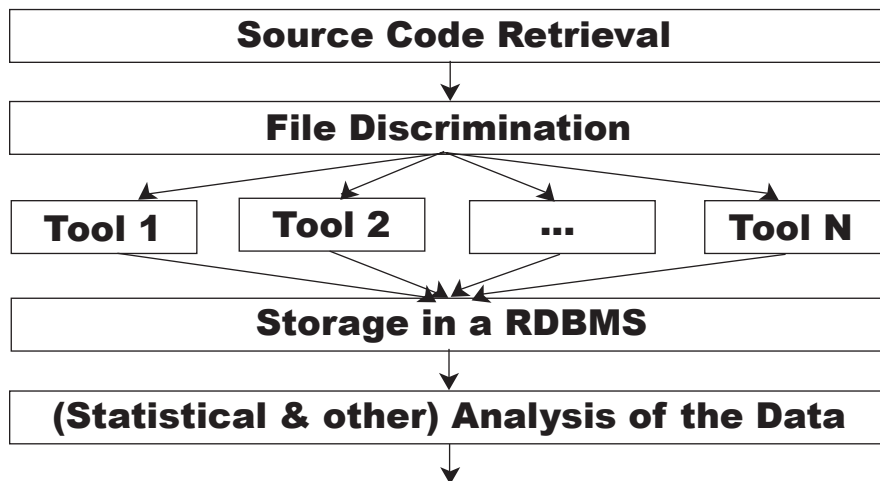 Source Code Retrieval
File Discrimination
Tool 1
Tool 2
...
Tool N
Storage in a RDBMS
(Statistical & other) Analysis of the Data